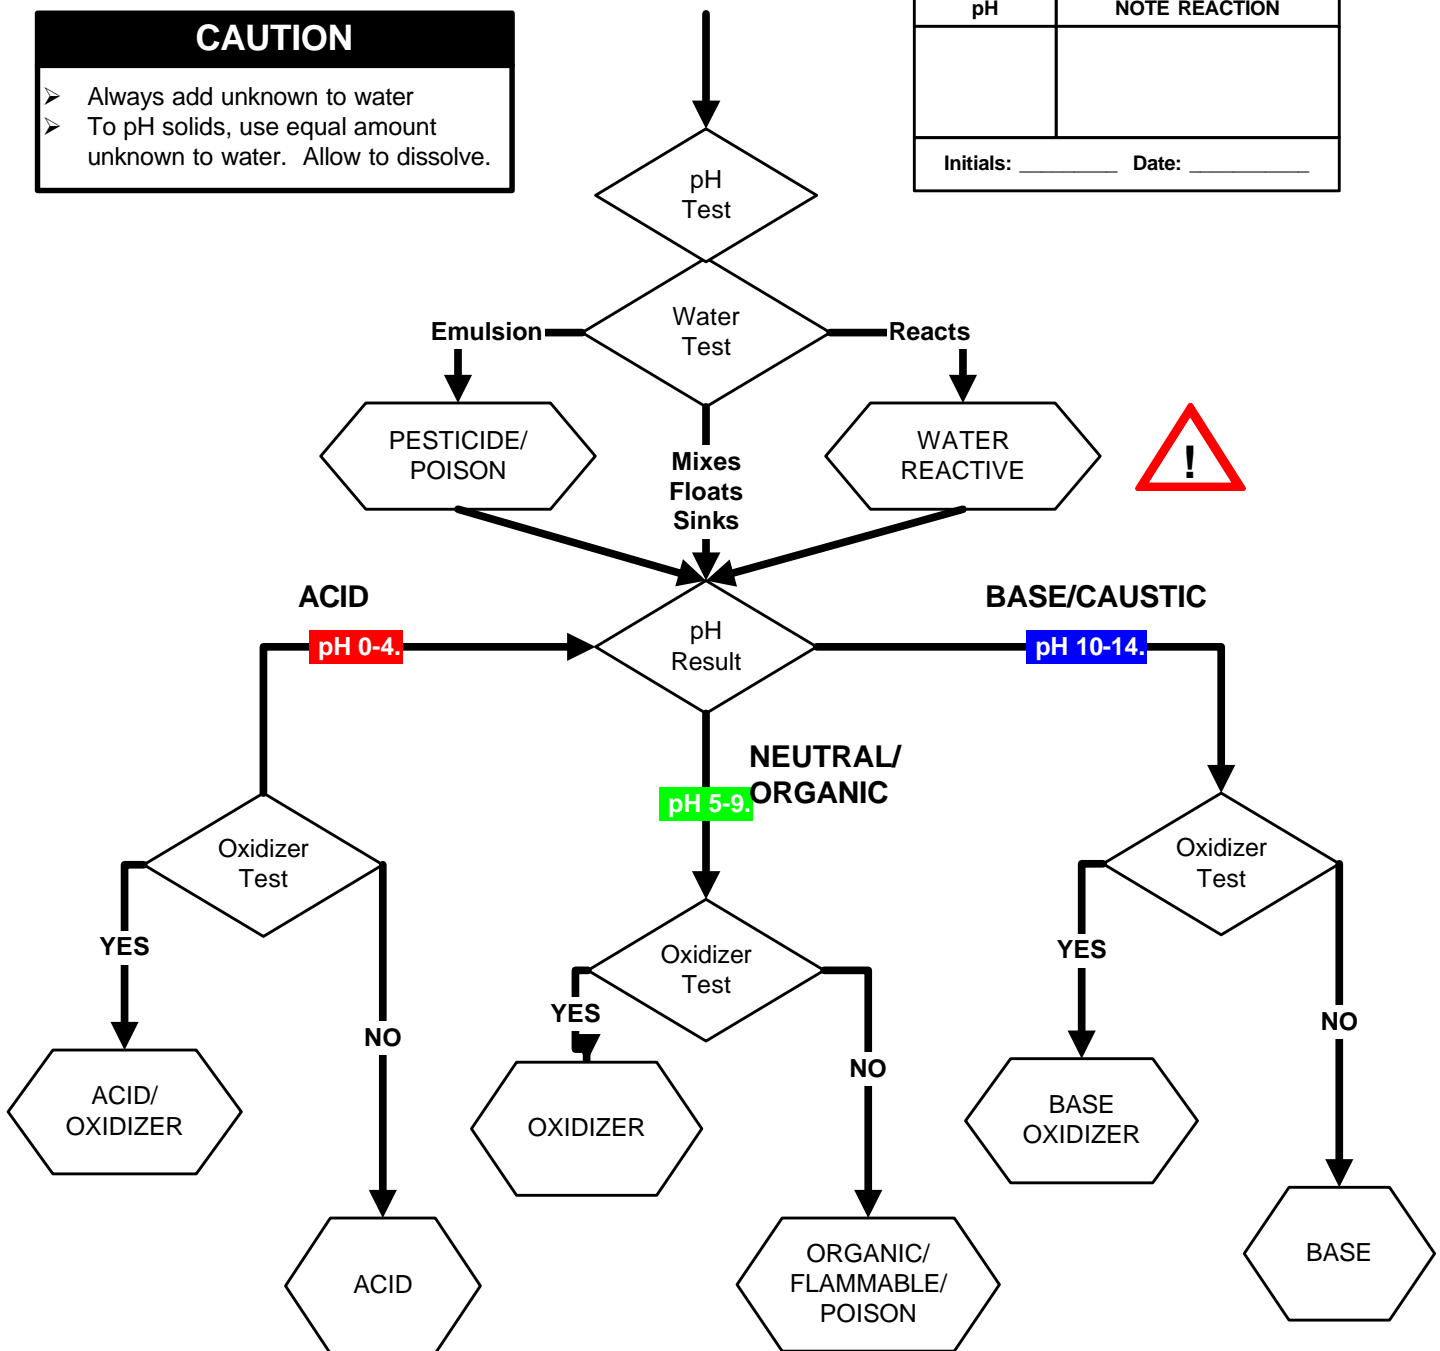 CAUTION
➢ Always add unknown to water
➢ To pH solids, use equal amount
unknown to water.  Allow to dissolve.
pH NOTE REACTION
Initials: _________ Date: ___________
pH
Test
Water
Test
Emulsion
Reacts
PESTICIDE/
POISON
Mixes
Floats
Sinks
WATER
REACTIVE
!
ACID
BASE/CAUSTIC
pH 0-4.
pH
Result
pH 10-14.
NEUTRAL/
ORGANIC
pH 5-9.
Oxidizer
Test
Oxidizer
Test
Oxidizer
Test
YES
NO
YES
NO
YES
NO
ACID/
OXIDIZER
ACID
OXIDIZER
ORGANIC/
FLAMMABLE/
POISON
BASE
OXIDIZER
BASE